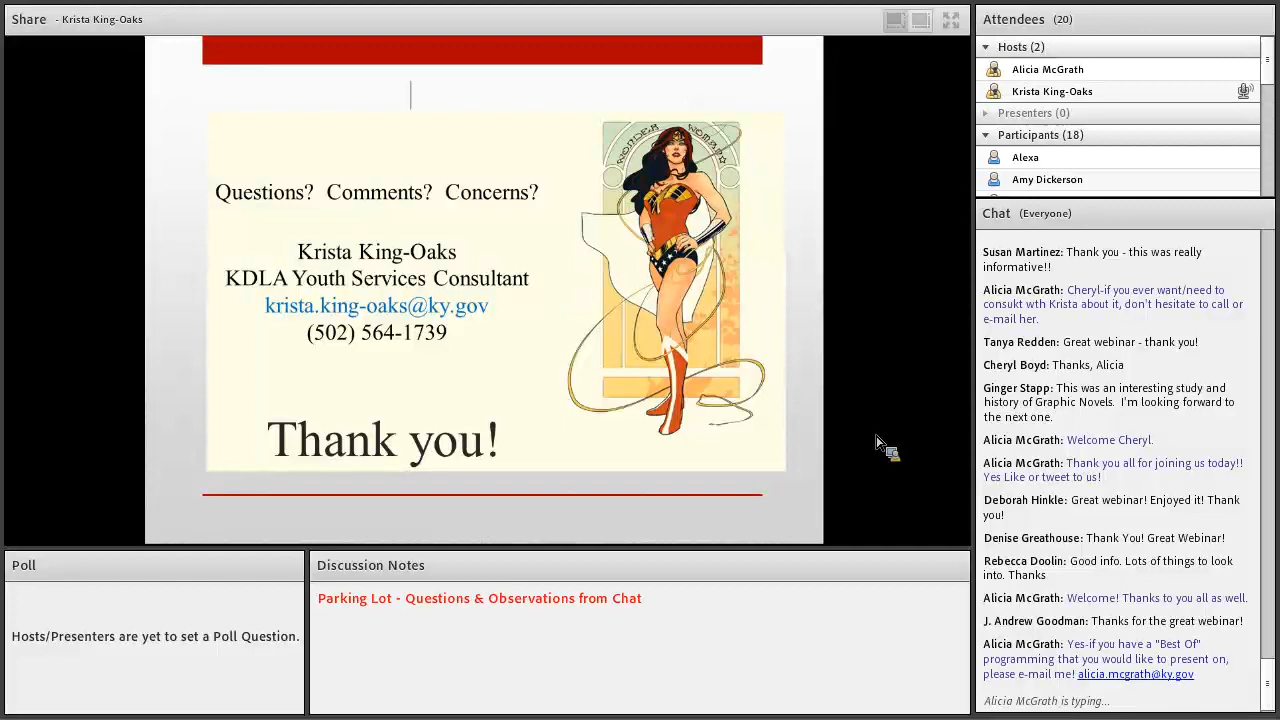 Share - Krista King-Oaks
Questions? Comments? Concerns?
Krista King-Oaks
KDLA Youth Services Consultant
krista.king-oaks@ky.gov
(502) 564-1739
Thank you!
WONDER WOMAN
Poll
Hosts/Presenters are yet to set a Poll Question.
Discussion Notes
Parking Lot - Questions & Observations from Chat
Attendees (20)
Hosts (2)
Alicia McGrath
Krista King-Oaks
Presenters (0)
Participants (18)
Alexa
Amy Dickerson
Chat (Everyone)
Susan Martinez: Thank you - this was really
informative!!
Alicia McGrath: Cheryl-if you ever want/need to
consukt wth Krista about it, don't hesitate to call or
e-mail her.
Tanya Redden: Great webinar - thank you!
Cheryl Boyd: Thanks, Alicia
Ginger Stapp: This was an interesting study and
history of Graphic Novels. I'm looking forward to
the next one.
Alicia McGrath: Welcome Cheryl.
Alicia McGrath: Thank you all for joining us today!!
Yes Like or tweet to us!
Deborah Hinkle: Great webinar! Enjoyed it! Thank
you!
Denise Greathouse: Thank You! Great Webinar!
Rebecca Doolin: Good info. Lots of things to look
into. Thanks
Alicia McGrath: Welcome! Thanks to you all as well.
J. Andrew Goodman: Thanks for the great webinar!
Alicia McGrath: Yes-if you have a "Best Of"
programming that you would like to present on,
please e-mail me! alicia.mcgrath@ky.gov
Alicia McGrath is typing...